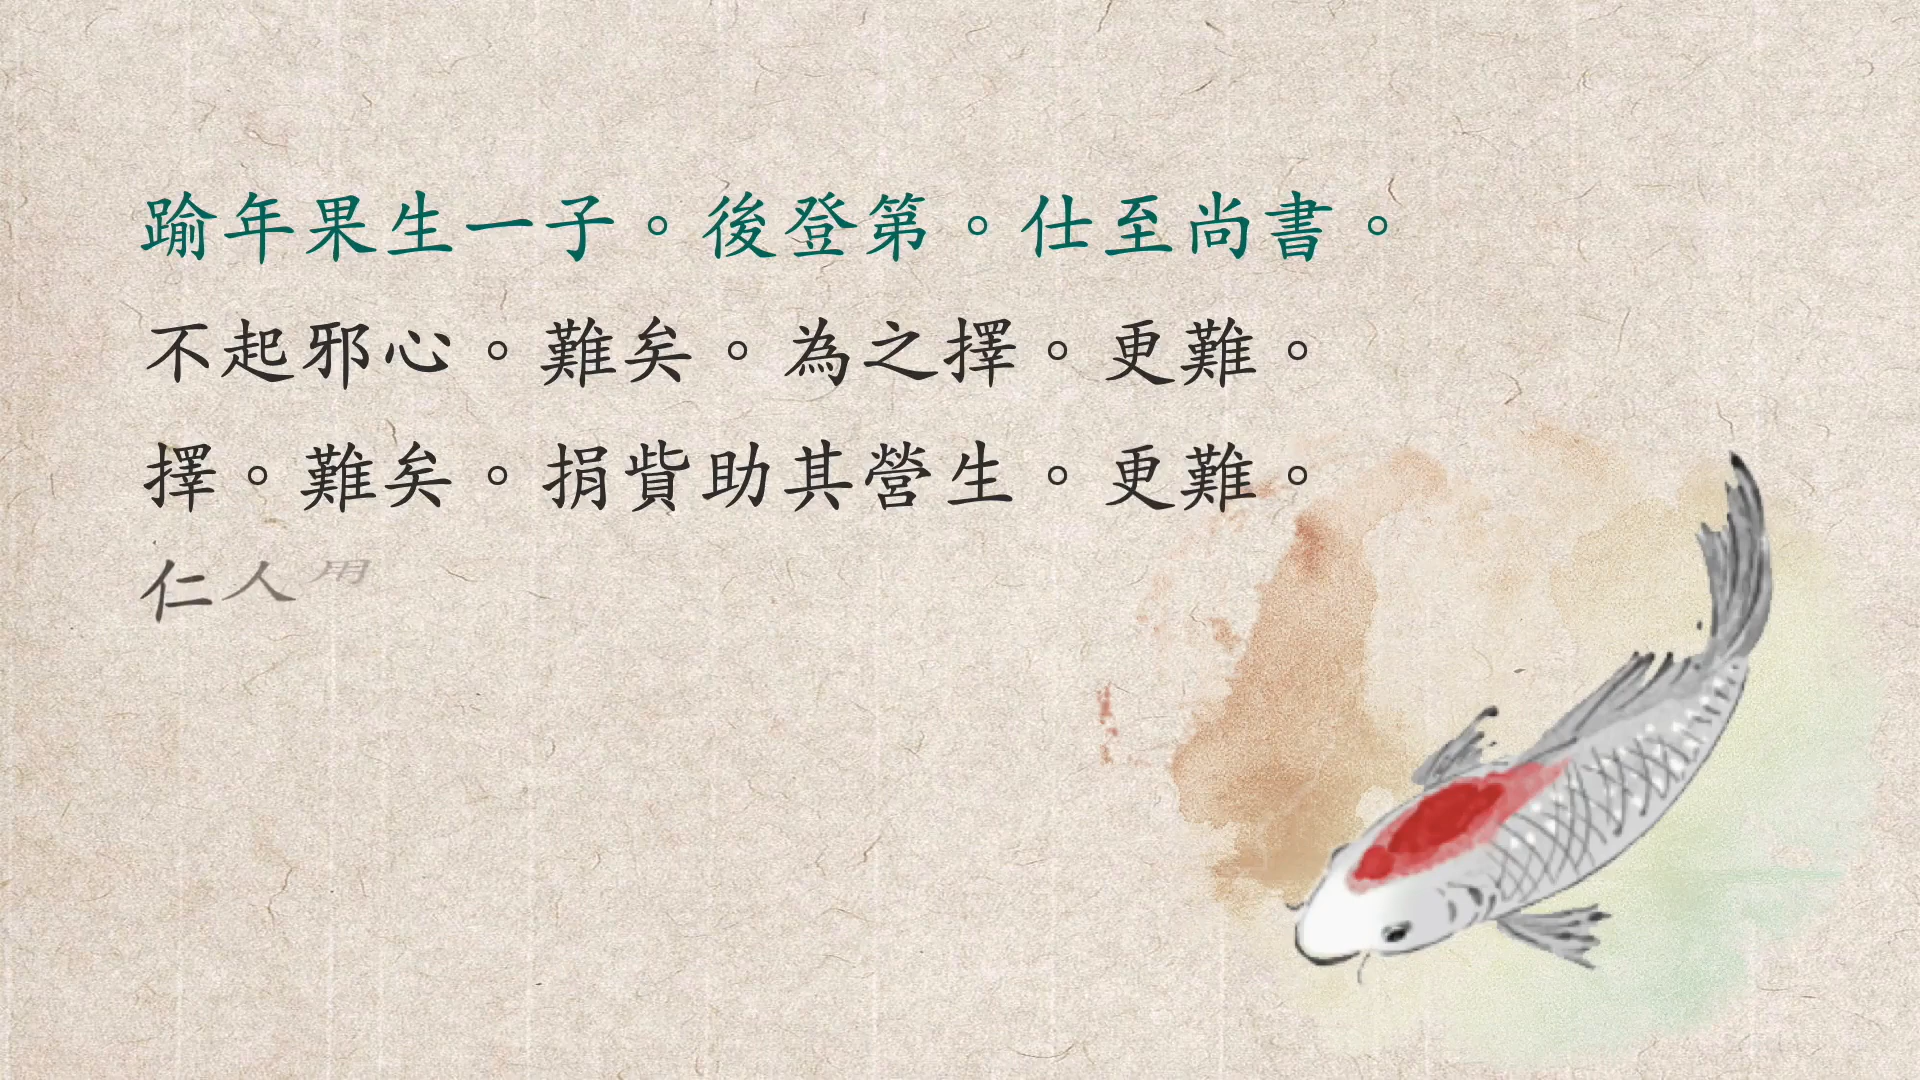 踰年果生一子。後登第。仕至尚書。
不起邪心。難矣。為之擇。更難。
擇。難矣。捐貲助其營生。更難。
仁人用